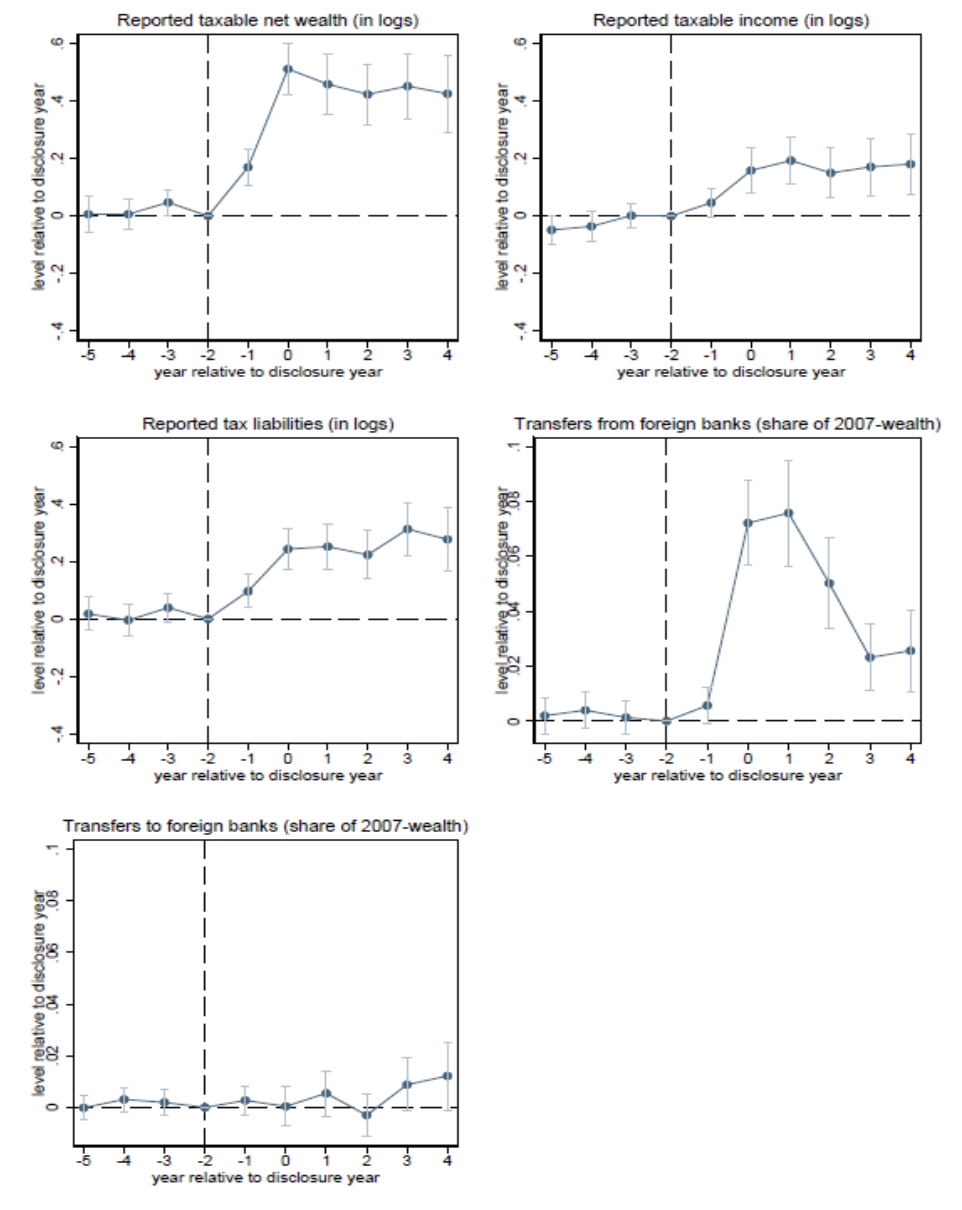 Reported taxable net wealth (in logs)
level relative to disclosure year
.6
.4
.2
0
-.2
-.4
-5 -4 -3 -2 -1 0 1 2 3 4
year relative to disclosure year
Reported taxable income (in logs)
level relative to disclosure year
.6
.4
.2
0
-.2
-.4
-5 -4 -3 -2 -1 0 1 2 3 4
year relative to disclosure year
Reported tax liabilities (in logs)
level relative to disclosure year
.6
.4
.2
0
-.2
-.4
-5 -4 -3 -2 -1 0 1 2 3 4
year relative to disclosure year
Transfers from foreign banks (share of 2007-wealth)
level relative to disclosure year
.1
.08
.06
.04
.02
0
-5 -4 -3 -2 -1 0 1 2 3 4
year relative to disclosure year
Transfers to foreign banks (share of 2007-wealth)
level relative to disclosure year
.1
.08
.06
.04
.02
0
-5 -4 -3 -2 -1 0 1 2 3 4
year relative to disclosure year